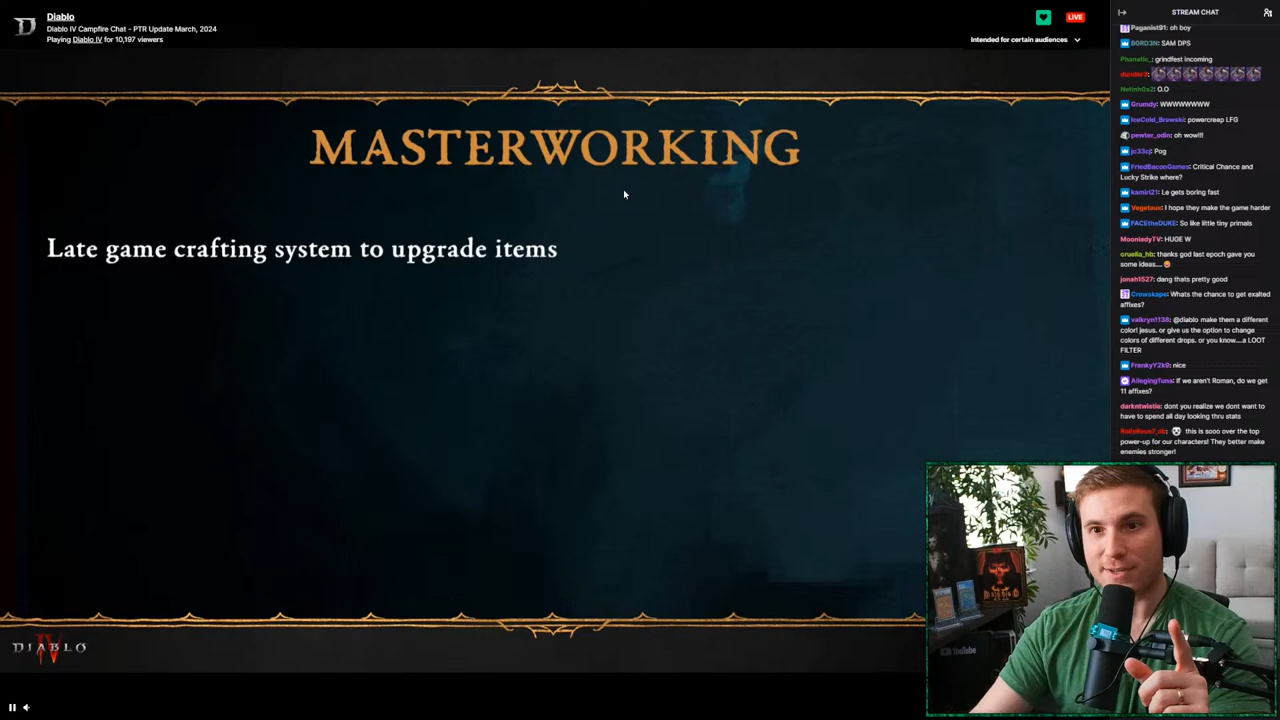 Diablo
Diablo IV Campfire Chat - PTR Update March, 2024
Playing Diablo IV for 10,197 viewers
LIVE
Intended for certain audiences
MASTERWORKING
Late game crafting system to upgrade items
DIABLO
IV
STREAM CHAT
Paganist91: oh boy
B0RD3N: SAM DPS
Phanatic_: grindfest incoming
Netinh0s2: O.O
Grumdy: WWWWWWWW
IceCold_Brewski: powercreep LFG
pewter_odin: oh wow!!!
jc33cj: Pog
FriedBaconGames: Critical Chance and
Lucky Strike where?
kamiri21: Le gets boring fast
Vegetaux: I hope they make the game harder
FACEtheDUKE: So like little tiny primals
MoonladyTV: HUGE W
cruella_hb: thanks god last epoch gave you
some ideas....
jonah1527: dang thats pretty good
Crowskape: Whats the chance to get exalted
affixes?
valkryn1138: @diablo make them a different
color! jesus. or give us the option to change
colors of different drops. or you know....a LOOT
FILTER
FrankyY2k9: nice
AllegingTuna: If we aren't Roman, do we get
11 affixes?
darkntwistle: dont you realize we dont want to
have to spend all day looking thru stats
this is sooo over the top
power-up for our characters! They better make
enemies stronger!
YouTube